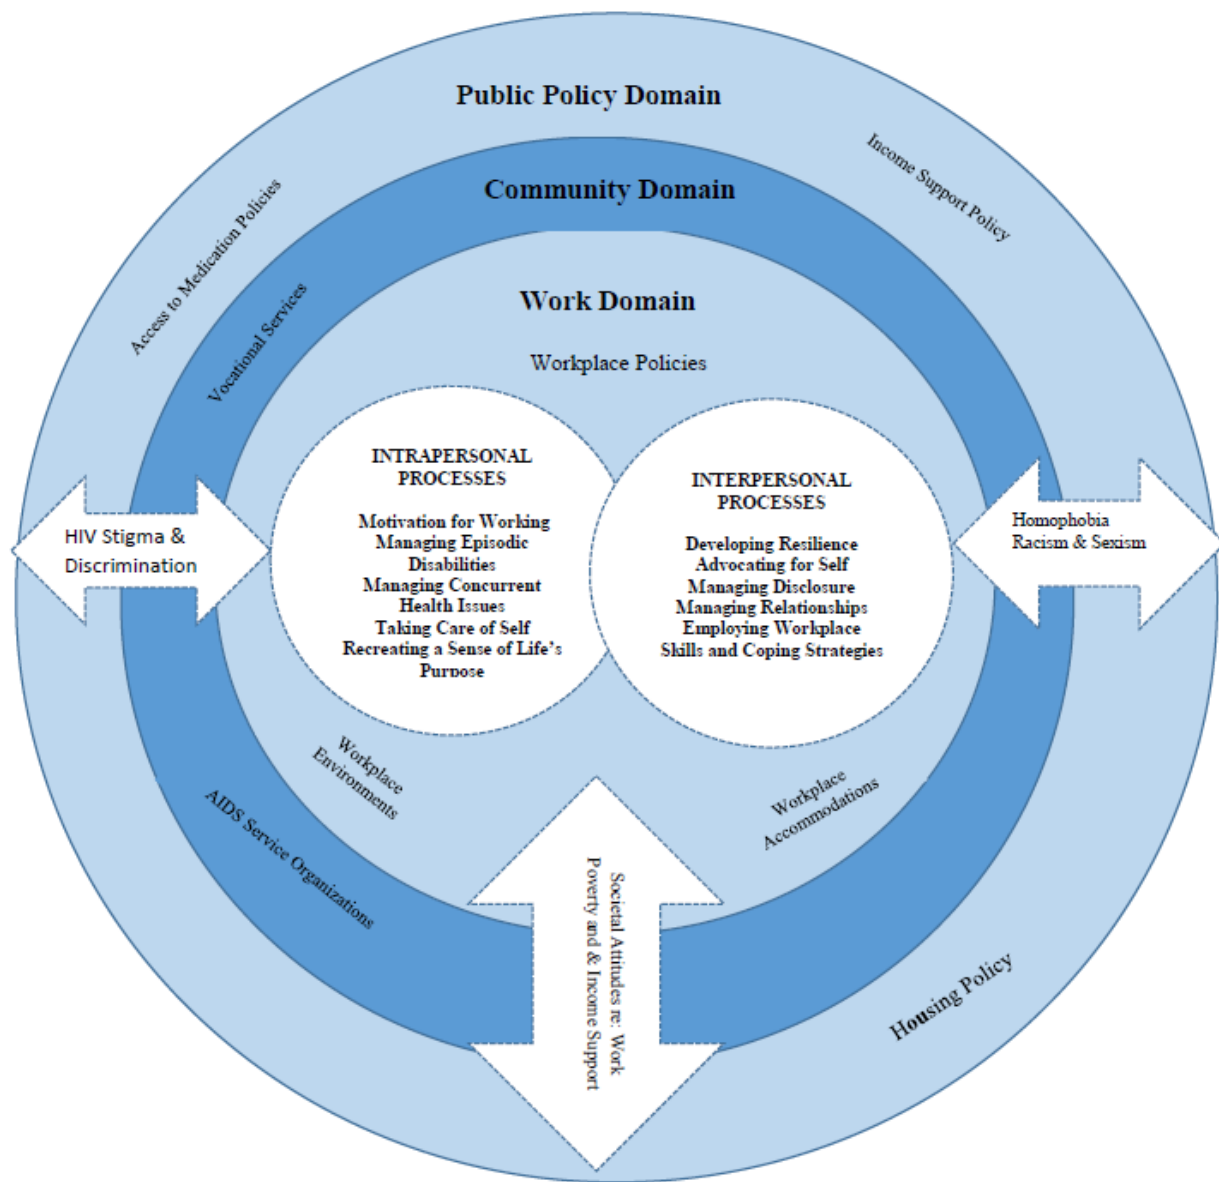 Public Policy Domain
Income Support Policy
Access to Medication Policies
Community Domain
Vocational Services
Work Domain
Workplace Policies
INTRAPERSONAL
PROCESSES
Motivation for Working
Managing Episodic
Disabilities
Managing Concurrent
Health Issues
Taking Care of Self
Recreating a Sense of Life’s
Purpose
INTERPERSONAL
PROCESSES
Developing Resilience
Advocating for Self
Managing Disclosure
Managing Relationships
Employing Workplace
Skills and Coping Strategies
HIV Stigma &
Discrimination
Homophobia
Racism & Sexism
Workplace
Environments
Workplace
Accommodations
AIDS Service Organizations
Societal Attitudes re: Work
Poverty and & Income Support
Housing Policy